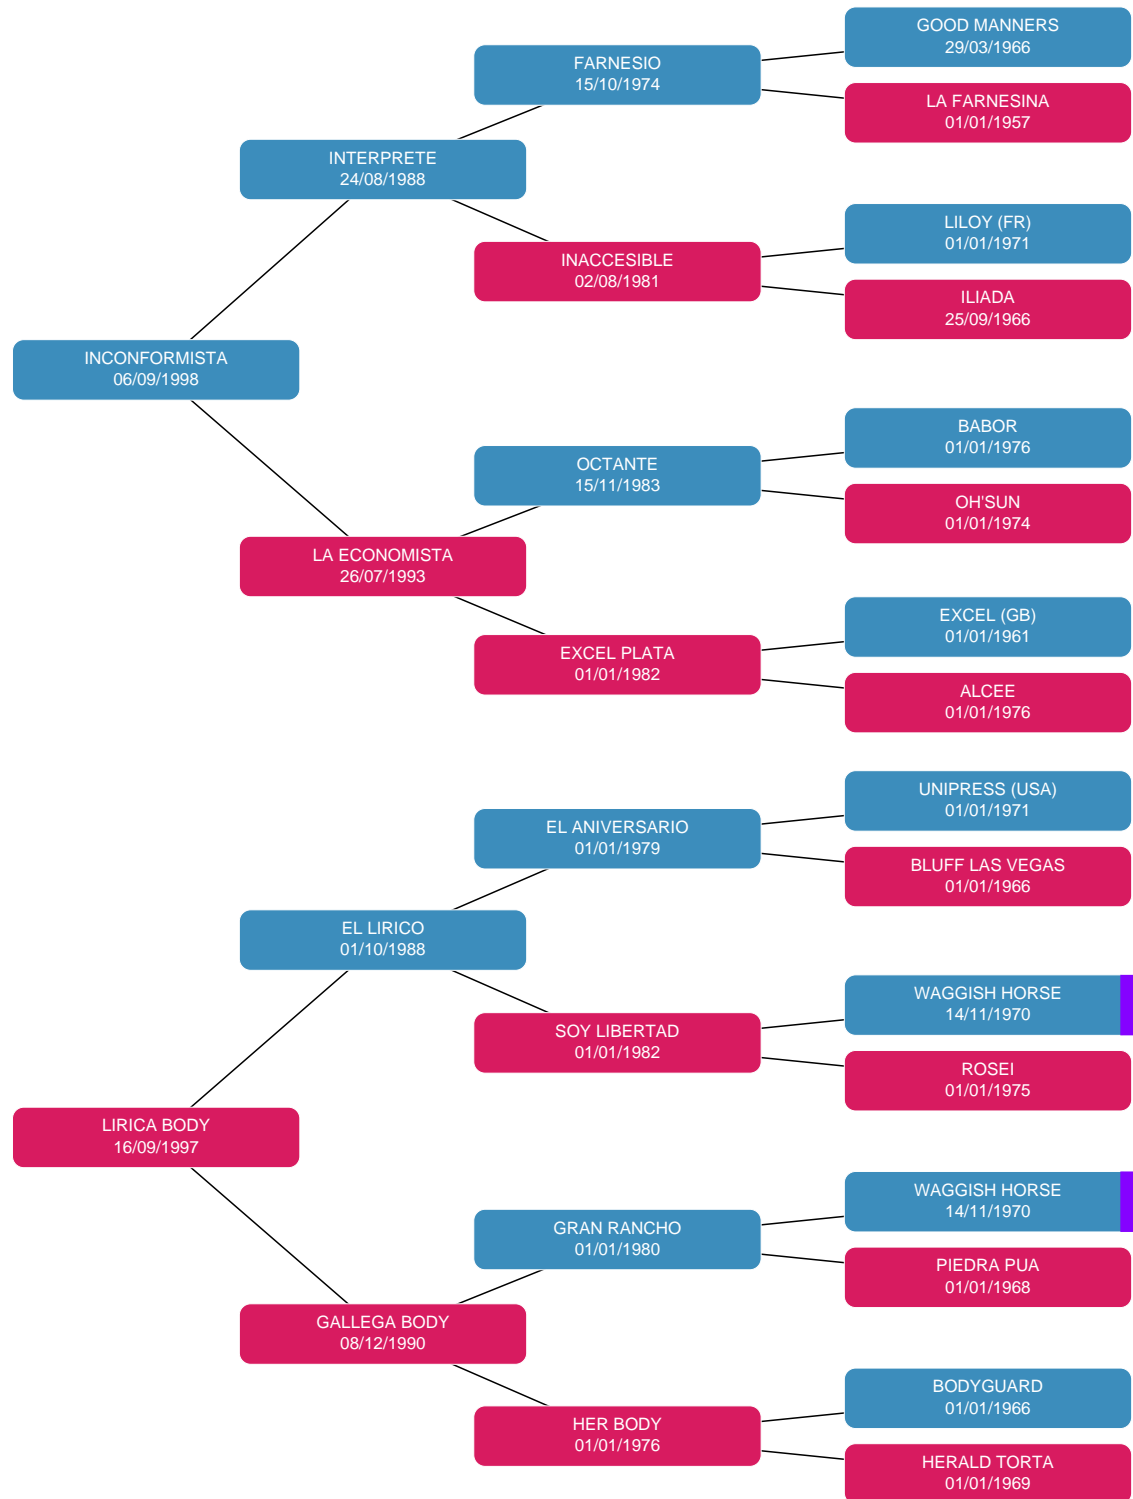 GOOD MANNERS
29/03/1966
FARNESIO
15/10/1974
LA FARNESINA
01/01/1957
INTERPRETE
24/08/1988
LILOY (FR)
01/01/1971
INACCESIBLE
02/08/1981
ILIADA
25/09/1966
INCONFORMISTA
06/09/1998
BABOR
01/01/1976
OCTANTE
15/11/1983
OH'SUN
01/01/1974
LA ECONOMISTA
26/07/1993
EXCEL (GB)
01/01/1961
EXCEL PLATA
01/01/1982
ALCEE
01/01/1976
UNIPRESS (USA)
01/01/1971
EL ANIVERSARIO
01/01/1979
BLUFF LAS VEGAS
01/01/1966
EL LIRICO
01/10/1988
WAGGISH HORSE
14/11/1970
SOY LIBERTAD
01/01/1982
ROSEI
01/01/1975
LIRICA BODY
16/09/1997
WAGGISH HORSE
14/11/1970
GRAN RANCHO
01/01/1980
PIEDRA PUA
01/01/1968
GALLEGA BODY
08/12/1990
BODYGUARD
01/01/1966
HER BODY
01/01/1976
HERALD TORTA
01/01/1969